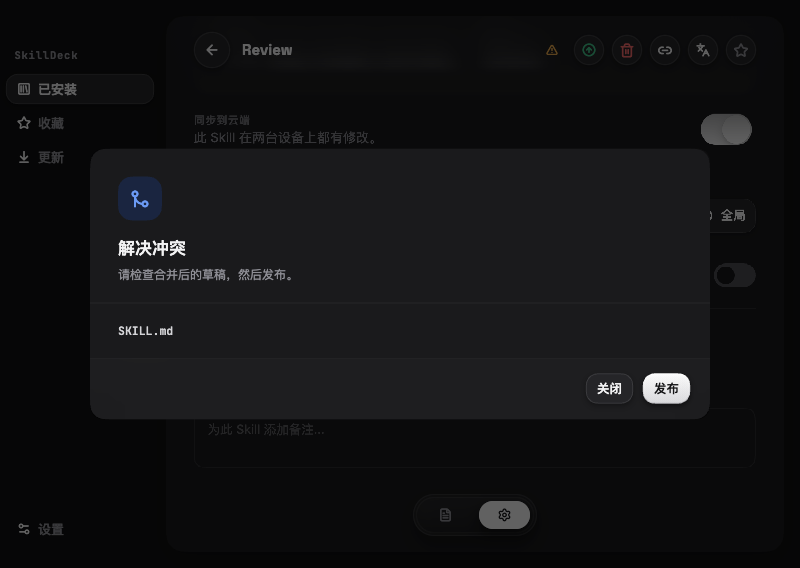 SkillDeck
已安装
收藏
更新
设置
Review
同步到云端
此 Skill 在两台设备上都有修改。
全局
解决冲突
请检查合并后的草稿，然后发布。
SKILL.md
关闭
发布
为此 Skill 添加备注...